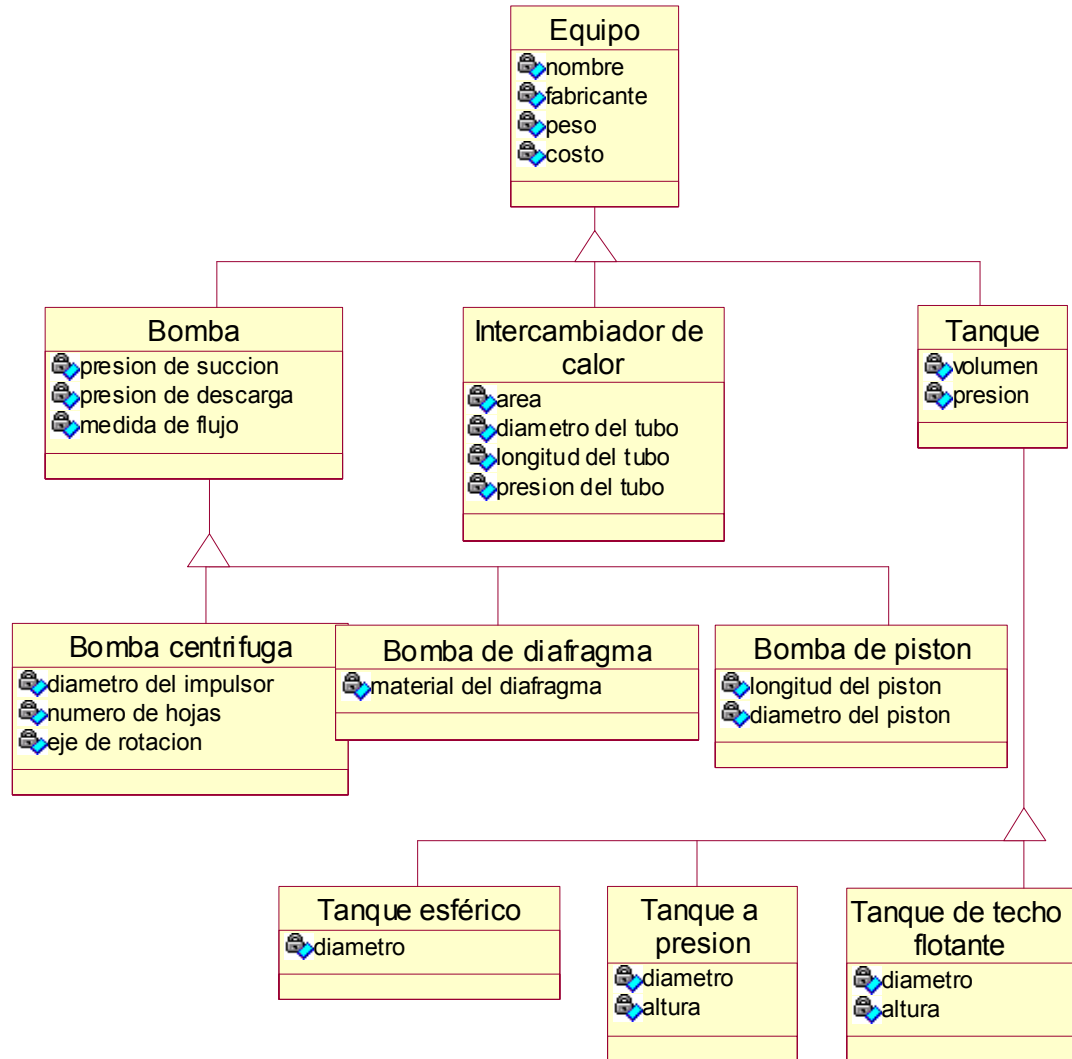 Equipo
nombre
fabricante
peso
costo
Bomba
presion de succion
presion de descarga
medida de flujo
Intercambiador de
calor
area
diametro del tubo
longitud del tubo
presion del tubo
Tanque
volumen
presion
Bomba centrifuga
diametro del impulsor
numero de hojas
eje de rotacion
Bomba de diafragma
material del diafragma
Bomba de piston
longitud del piston
diametro del piston
Tanque esférico
diametro
Tanque a
presion
diametro
altura
Tanque de techo
flotante
diametro
altura